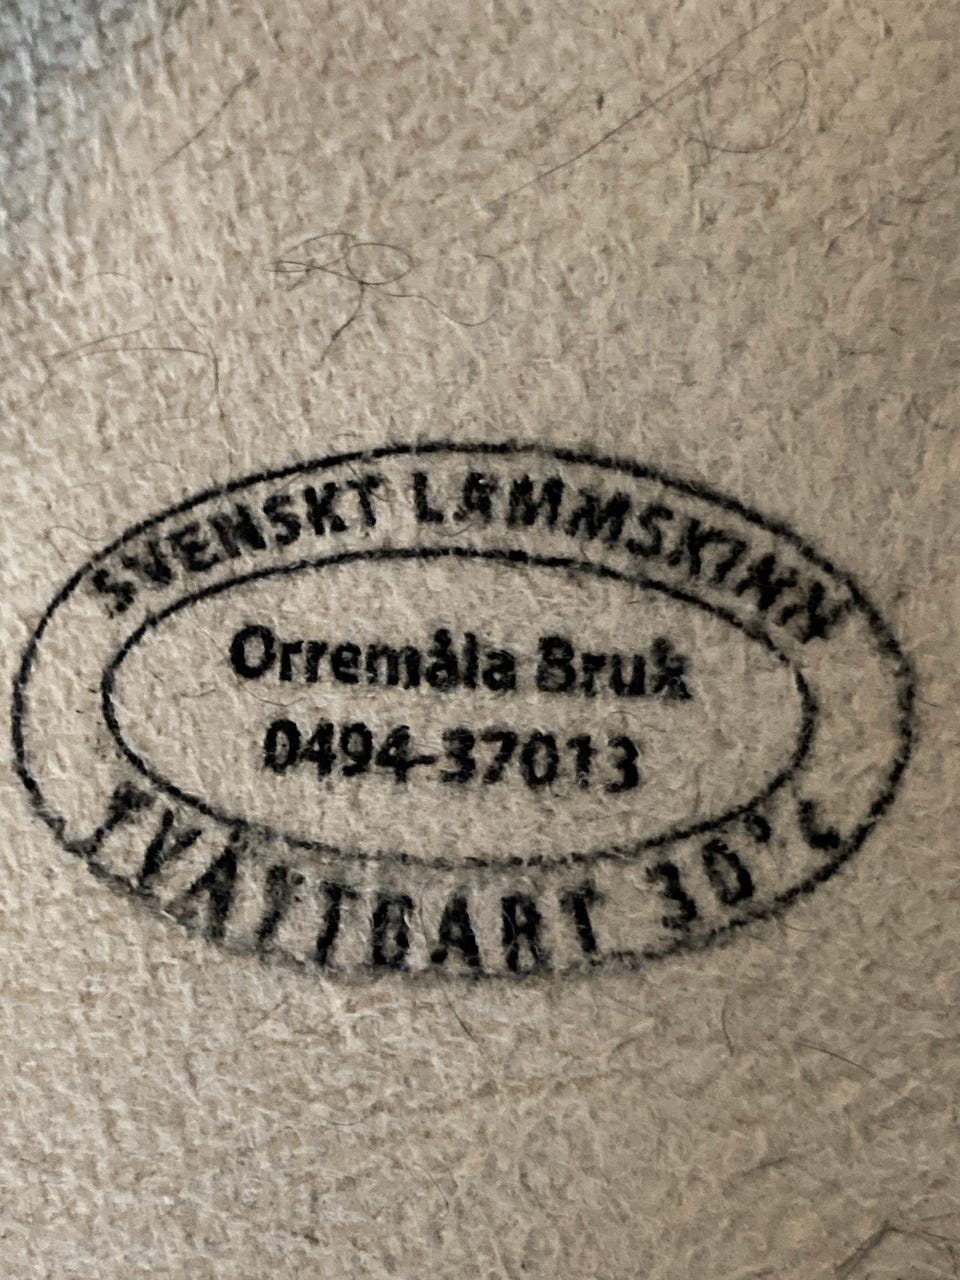 SVENSKT LAMMSKINN
Orremåla Bruk
0494-37013
TVÄTTBART 30°C